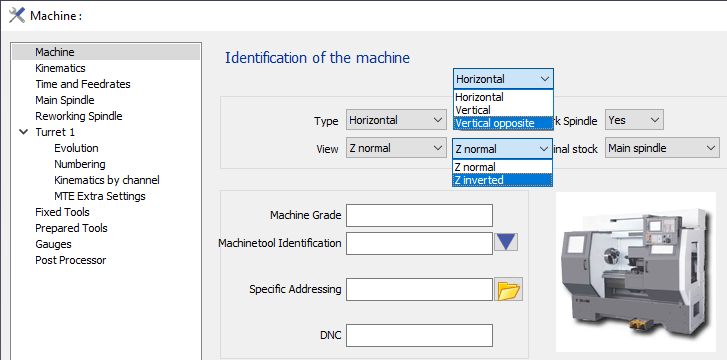 Machine :
Machine
Kinematics
Time and Feedrates
Main Spindle
Reworking Spindle
Turret 1
Evolution
Numbering
Kinematics by channel
MTE Extra Settings
Fixed Tools
Prepared Tools
Gauges
Post Processor
Identification of the machine
Horizontal
Horizontal
Vertical
Vertical opposite
Type Horizontal k Spindle Yes
View Z normal Z normal inal stock Main spindle
Z normal
Z inverted
Machine Grade
Machinetool Identification
Specific Addressing
DNC